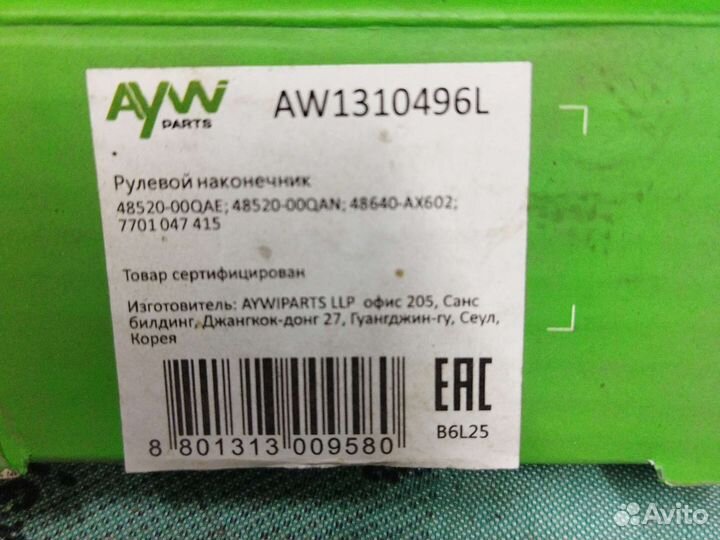 AYWI
PARTS
AW1310496L
Рулевой наконечник
48520-00QAE; 48520-00QAN; 48640-AX602;
7701 047 415
Товар сертифицирован
Изготовитель: AYWIPARTS LLP офис 205, Санс
билдинг, Джангкок-донг 27, Гуангджин-гу, Сеул,
Корея
8 801313 009580
EAC
B6L25
Avito